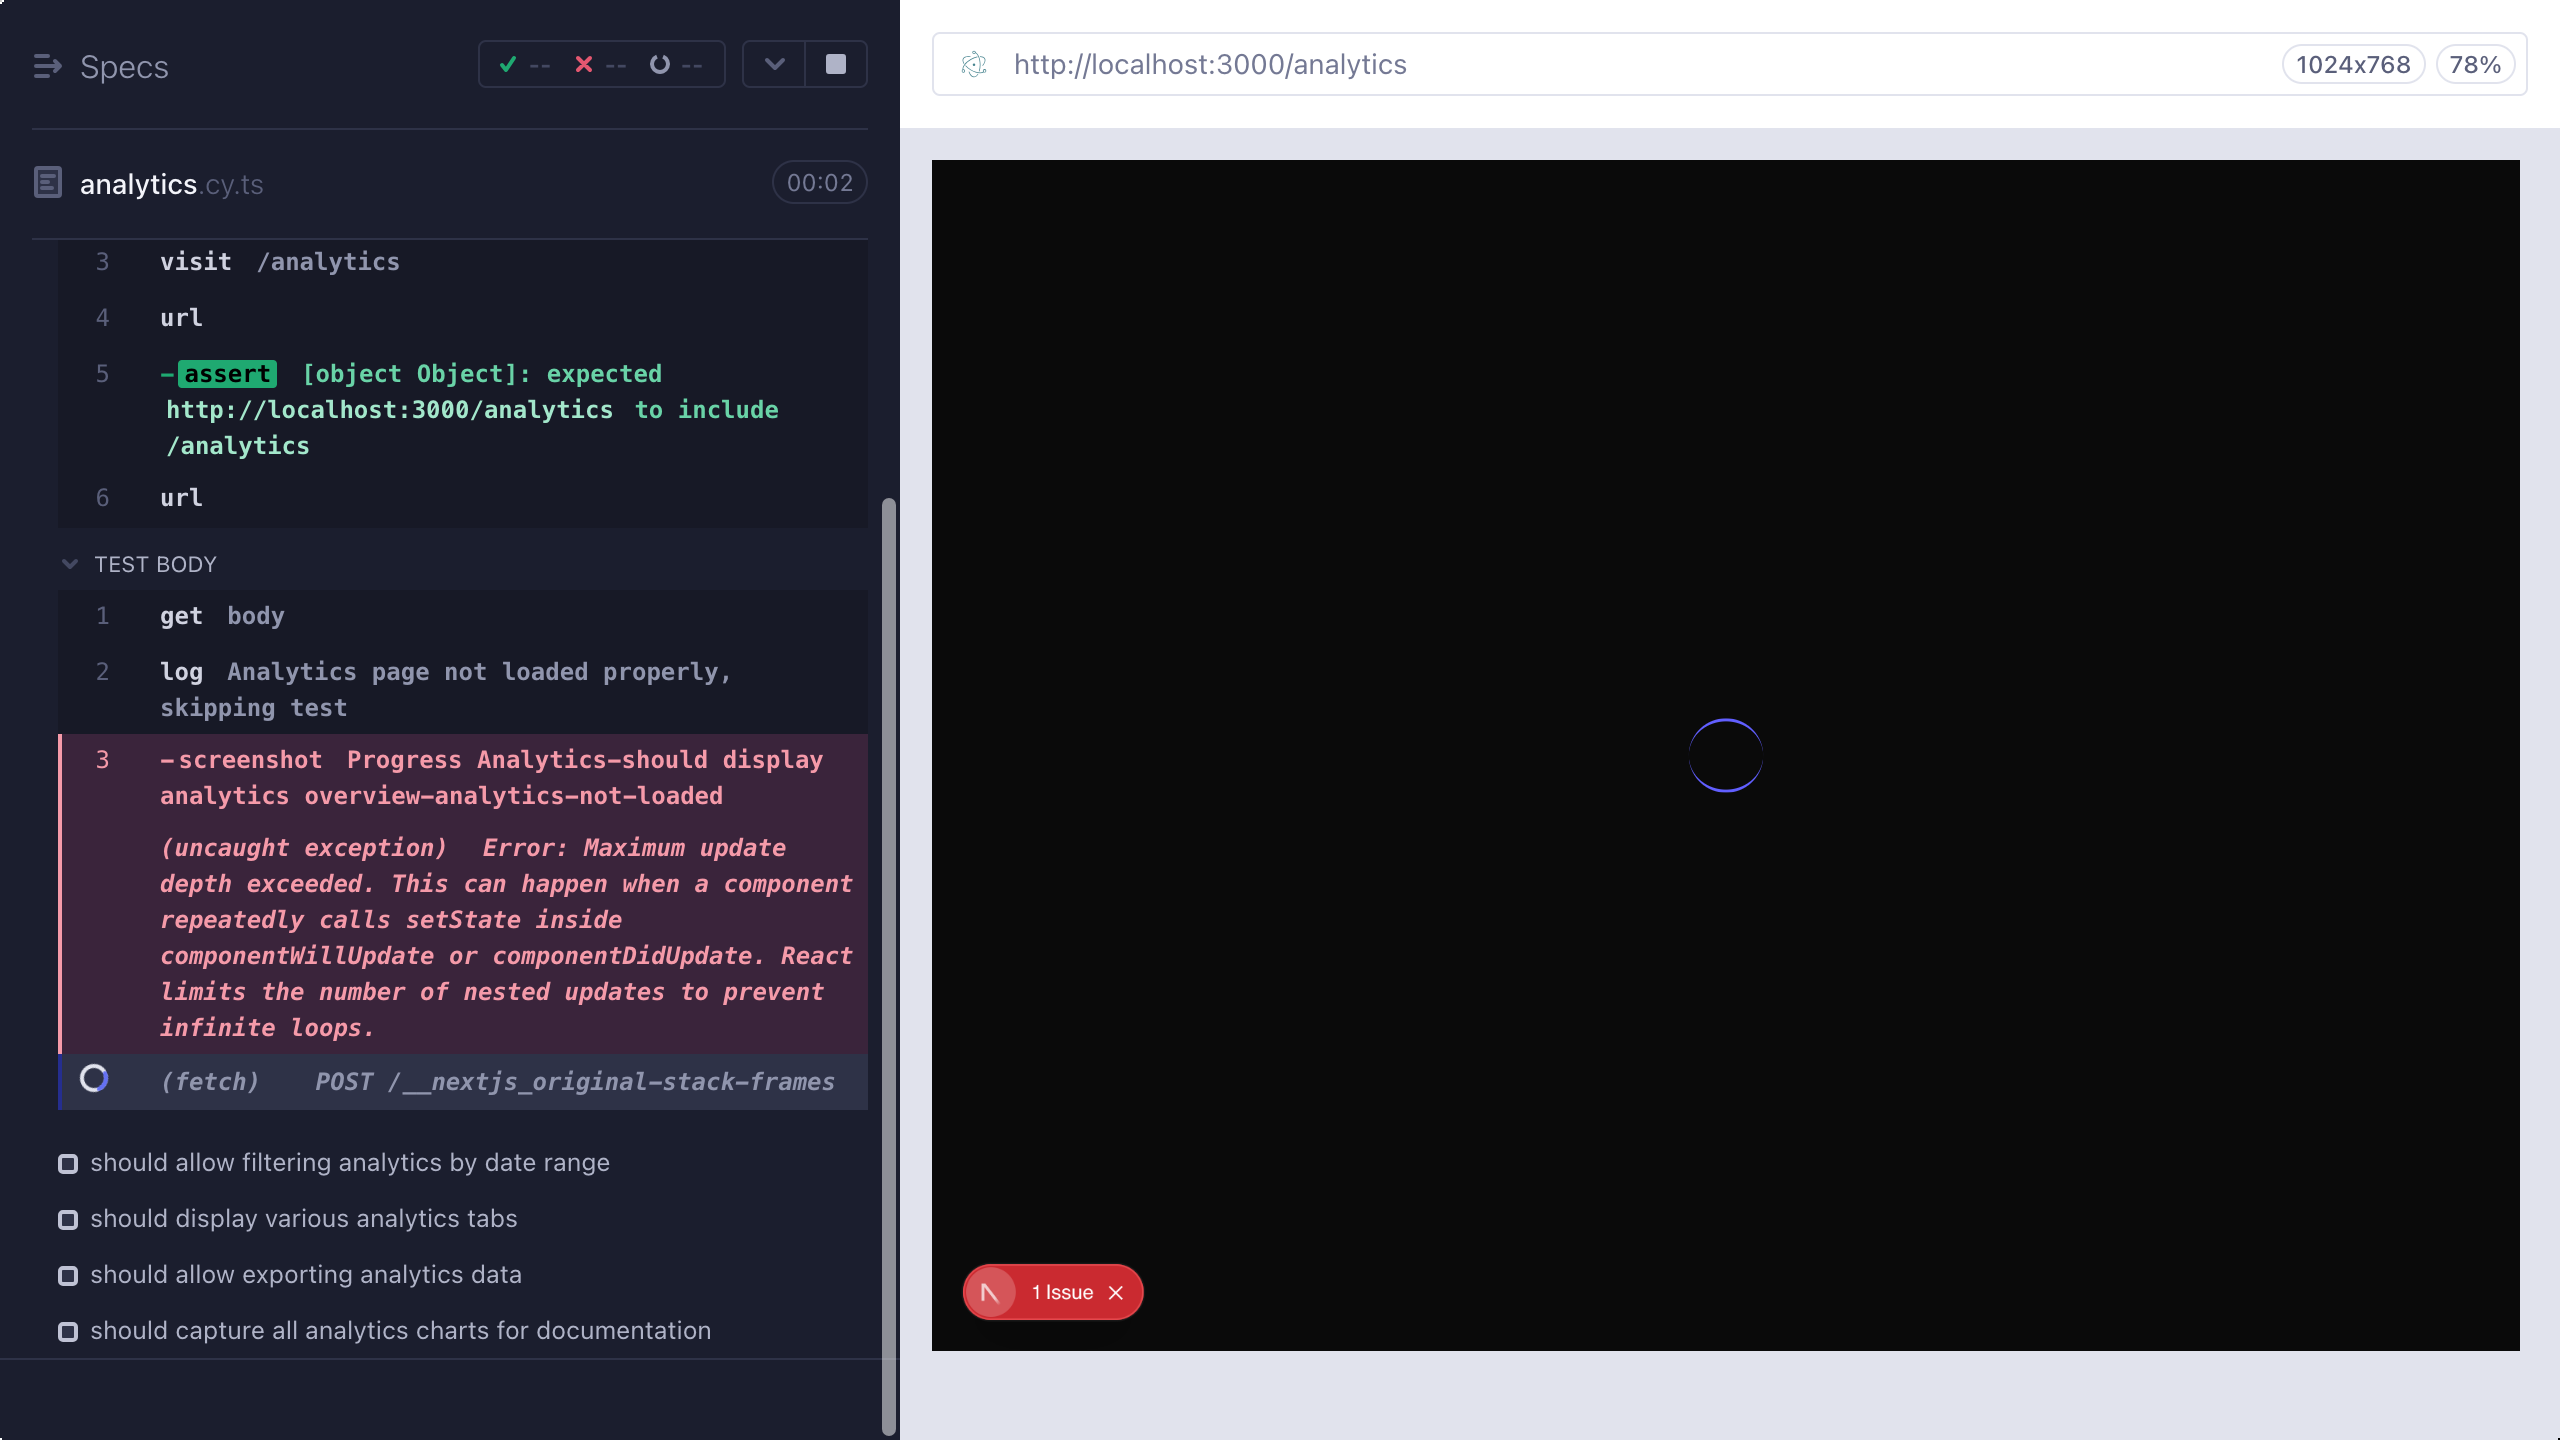 Specs
-- -- --
analytics.cy.ts
00:02
3 visit /analytics
4 url
5 -assert [object Object]: expected
http://localhost:3000/analytics to include
/analytics
6 url
TEST BODY
1 get body
2 log Analytics page not loaded properly,
skipping test
3 -screenshot Progress Analytics-should display
analytics overview-analytics-not-loaded
(uncaught exception) Error: Maximum update
depth exceeded. This can happen when a component
repeatedly calls setState inside
componentWillUpdate or componentDidUpdate. React
limits the number of nested updates to prevent
infinite loops.
(fetch) POST /__nextjs_original-stack-frames
should allow filtering analytics by date range
should display various analytics tabs
should allow exporting analytics data
should capture all analytics charts for documentation
http://localhost:3000/analytics
1024x768
78%
1 Issue